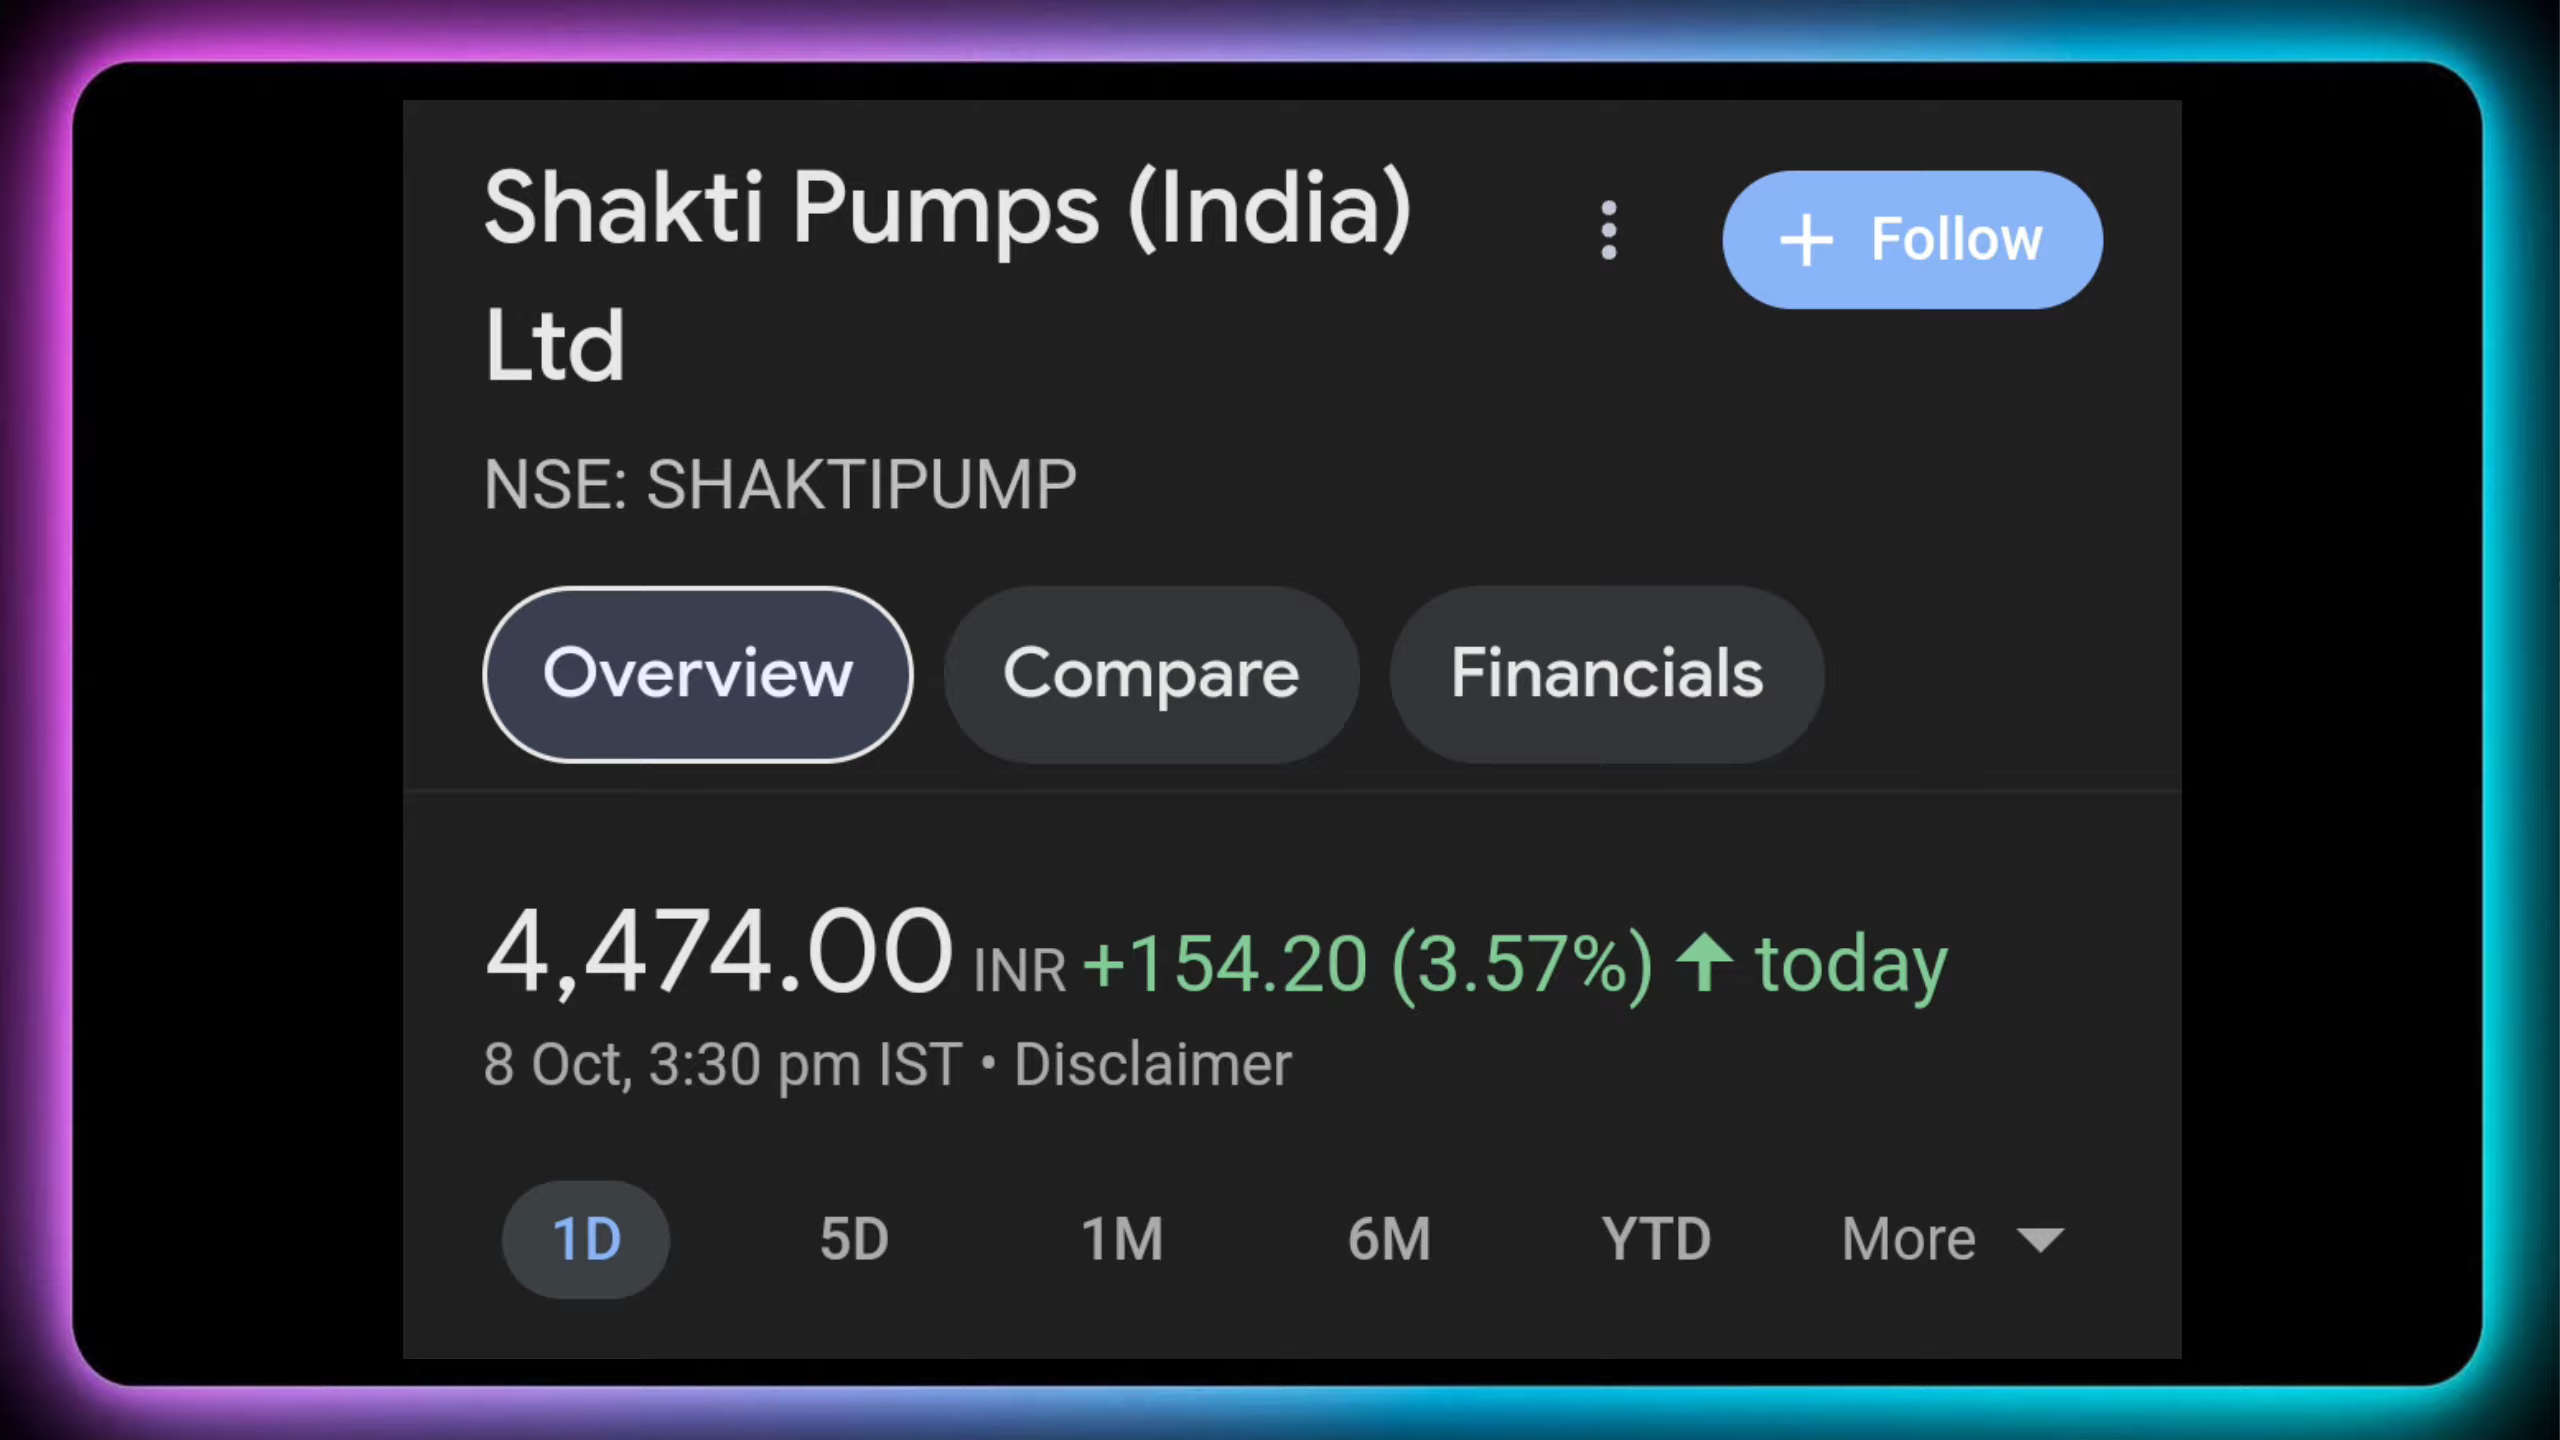 Shakti Pumps (India)
Ltd
+ Follow
NSE: SHAKTIPUMP
Overview Compare Financials
4,474.00 INR +154.20 (3.57%) ↑ today
8 Oct, 3:30 pm IST • Disclaimer
1D 5D 1M 6M YTD More